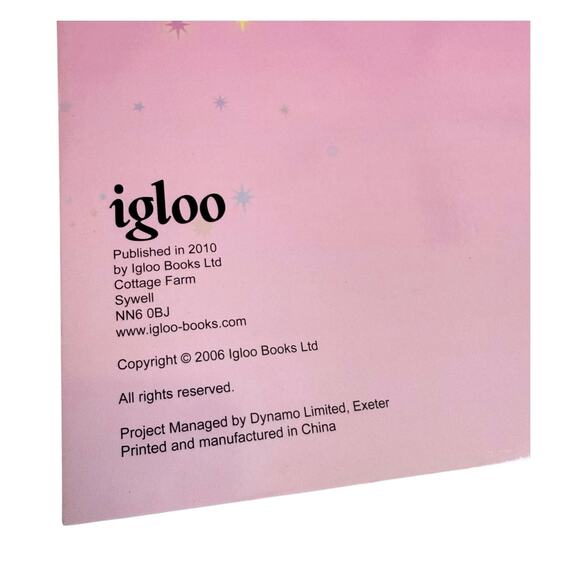 igloo
Published in 2010
by Igloo Books Ltd
Cottage Farm
Sywell
NN6 0BJ
www.igloo-books.com
Copyright © 2006 Igloo Books Ltd
All rights reserved.
Project Managed by Dynamo Limited, Exeter
Printed and manufactured in China